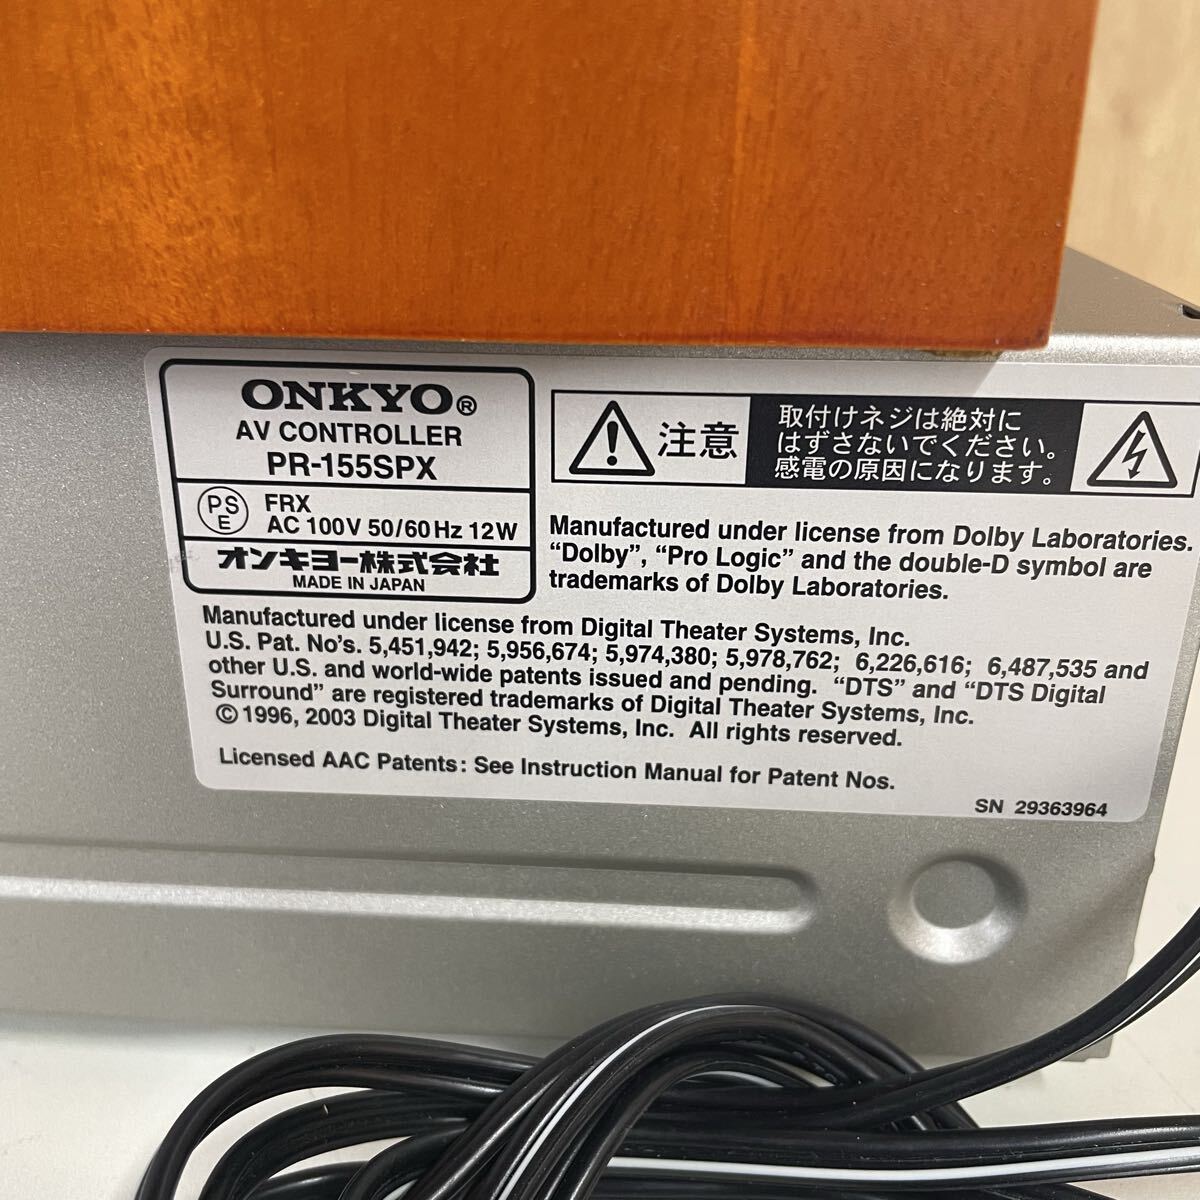 ONKYO®
AV CONTROLLER
PR-155SPX
PS
E
FRX
AC 100V 50/60Hz 12W
オンキヨー株式会社
MADE IN JAPAN
注意
取付けネジは絶対に
はずさないでください。
感電の原因になります。
Manufactured under license from Dolby Laboratories.
“Dolby”, “Pro Logic” and the double-D symbol are
trademarks of Dolby Laboratories.
Manufactured under license from Digital Theater Systems, Inc.
U.S. Pat. No's. 5,451,942; 5,956,674; 5,974,380; 5,978,762; 6,226,616; 6,487,535 and
other U.S. and world-wide patents issued and pending. “DTS” and “DTS Digital
Surround” are registered trademarks of Digital Theater Systems, Inc.
© 1996, 2003 Digital Theater Systems, Inc. All rights reserved.
Licensed AAC Patents: See Instruction Manual for Patent Nos.
SN 29363964